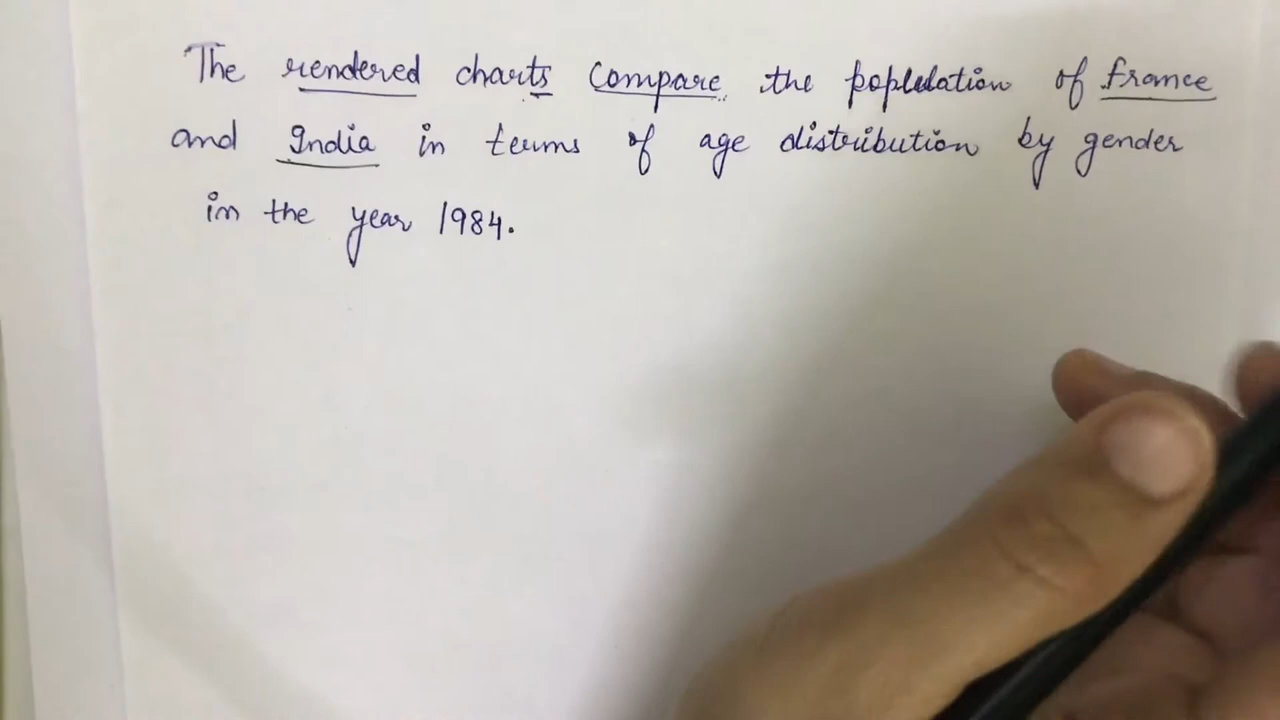 The rendered charts Compare the poplulation of france
and India in terms of age distribution by gender
in the year 1984.